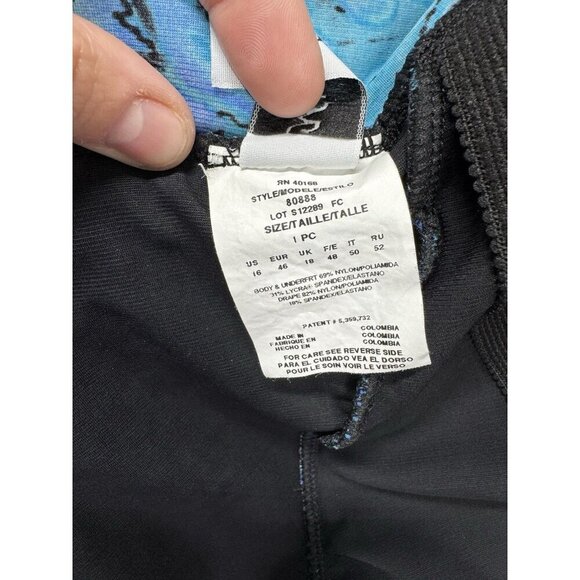 RN 40166
STYLE/MODELE/ESTILO
80888
LOT S12289 FC
SIZE/TAILLE/TALLE
1 PC
US EUR UK F/E IT RU
16 46 18 48 50 52
BODY & UNDERFRT 69% NYLON/POLIAMIDA
31% LYCRA® SPANDEX/ELASTANO
DRAPE 82% NYLON/POLIAMIDA
18% SPANDEX/ELASTANO
PATENT # 5,359,732
MADE IN COLOMBIA
FABRIQUE EN COLOMBIE
HECHO EN COLOMBIA
FOR CARE SEE REVERSE SIDE
PARA EL CUIDADO VEA EL DORSO
POUR LE SOIN VOIR LE VERSO